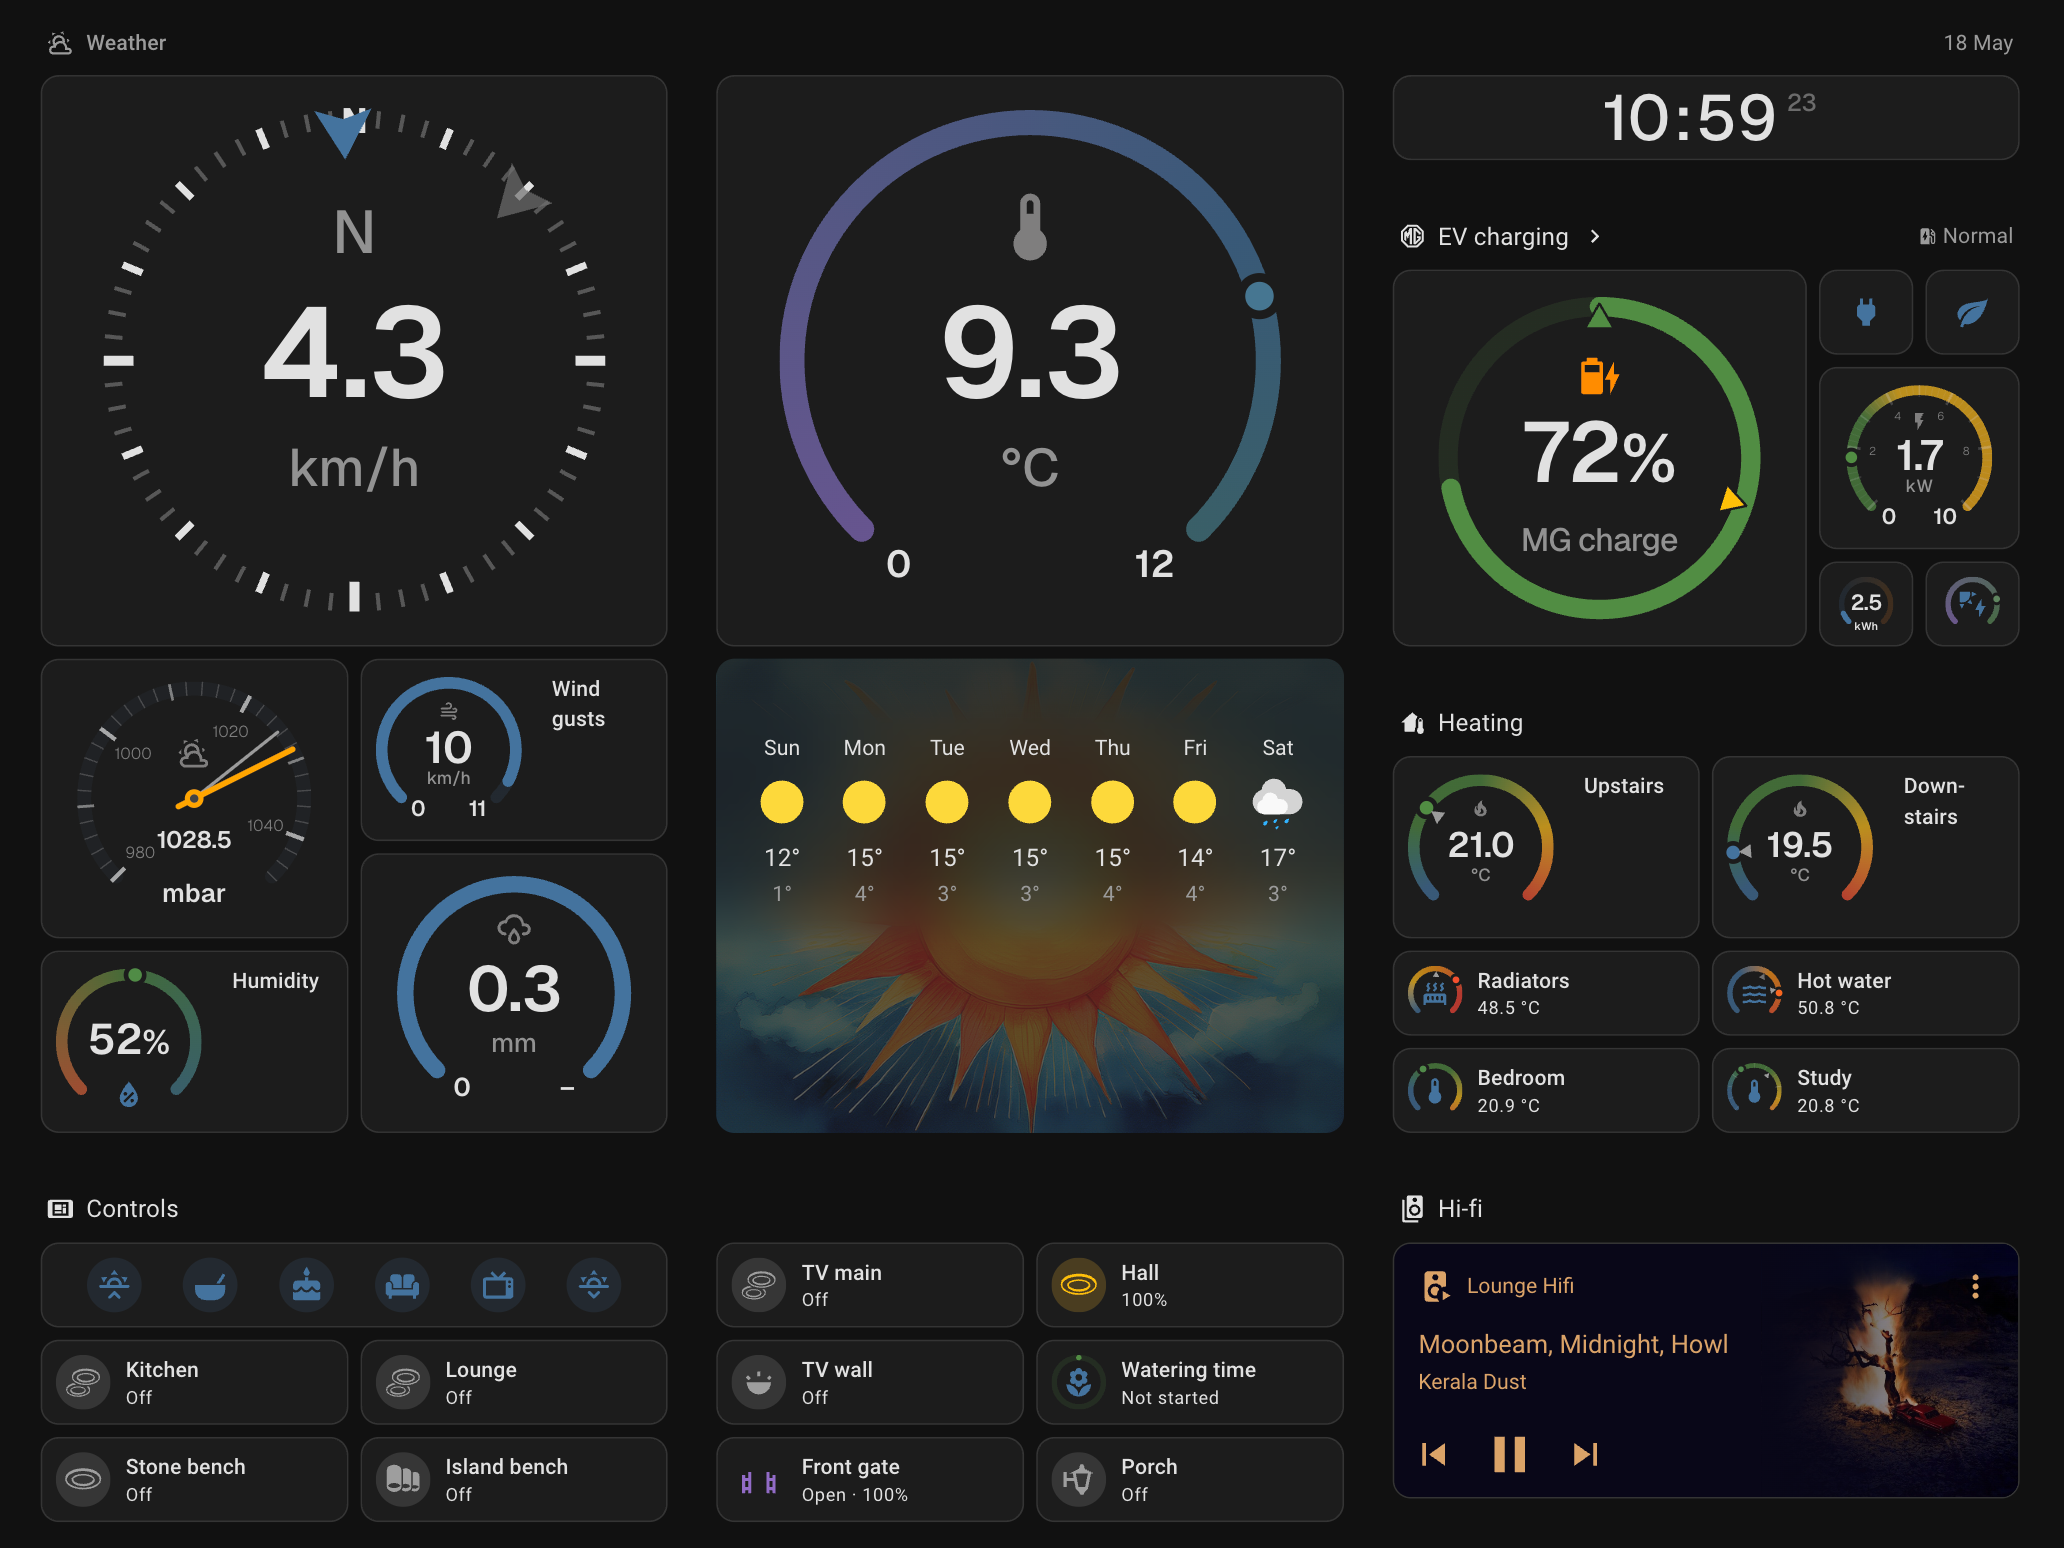 Weather
18 May
N
N
4.3
km/h
9.3
°C
0
12
10:59 23
MG EV charging
Normal
72%
MG charge
4
6
2
8
1.7
kW
0
10
2.5
kWh
1000
1020
980
1040
1028.5
mbar
Wind
gusts
10
km/h
0
11
Humidity
52%
0.3
mm
0
–
Sun Mon Tue Wed Thu Fri Sat
12° 15° 15° 15° 15° 14° 17°
1° 4° 3° 3° 4° 4° 3°
Heating
Upstairs
21.0
°C
Down-
stairs
19.5
°C
Radiators
48.5 °C
Hot water
50.8 °C
Bedroom
20.9 °C
Study
20.8 °C
Controls
Kitchen
Off
Lounge
Off
Stone bench
Off
Island bench
Off
TV main
Off
Hall
100%
TV wall
Off
Watering time
Not started
Front gate
Open · 100%
Porch
Off
Hi-fi
Lounge Hifi
Moonbeam, Midnight, Howl
Kerala Dust